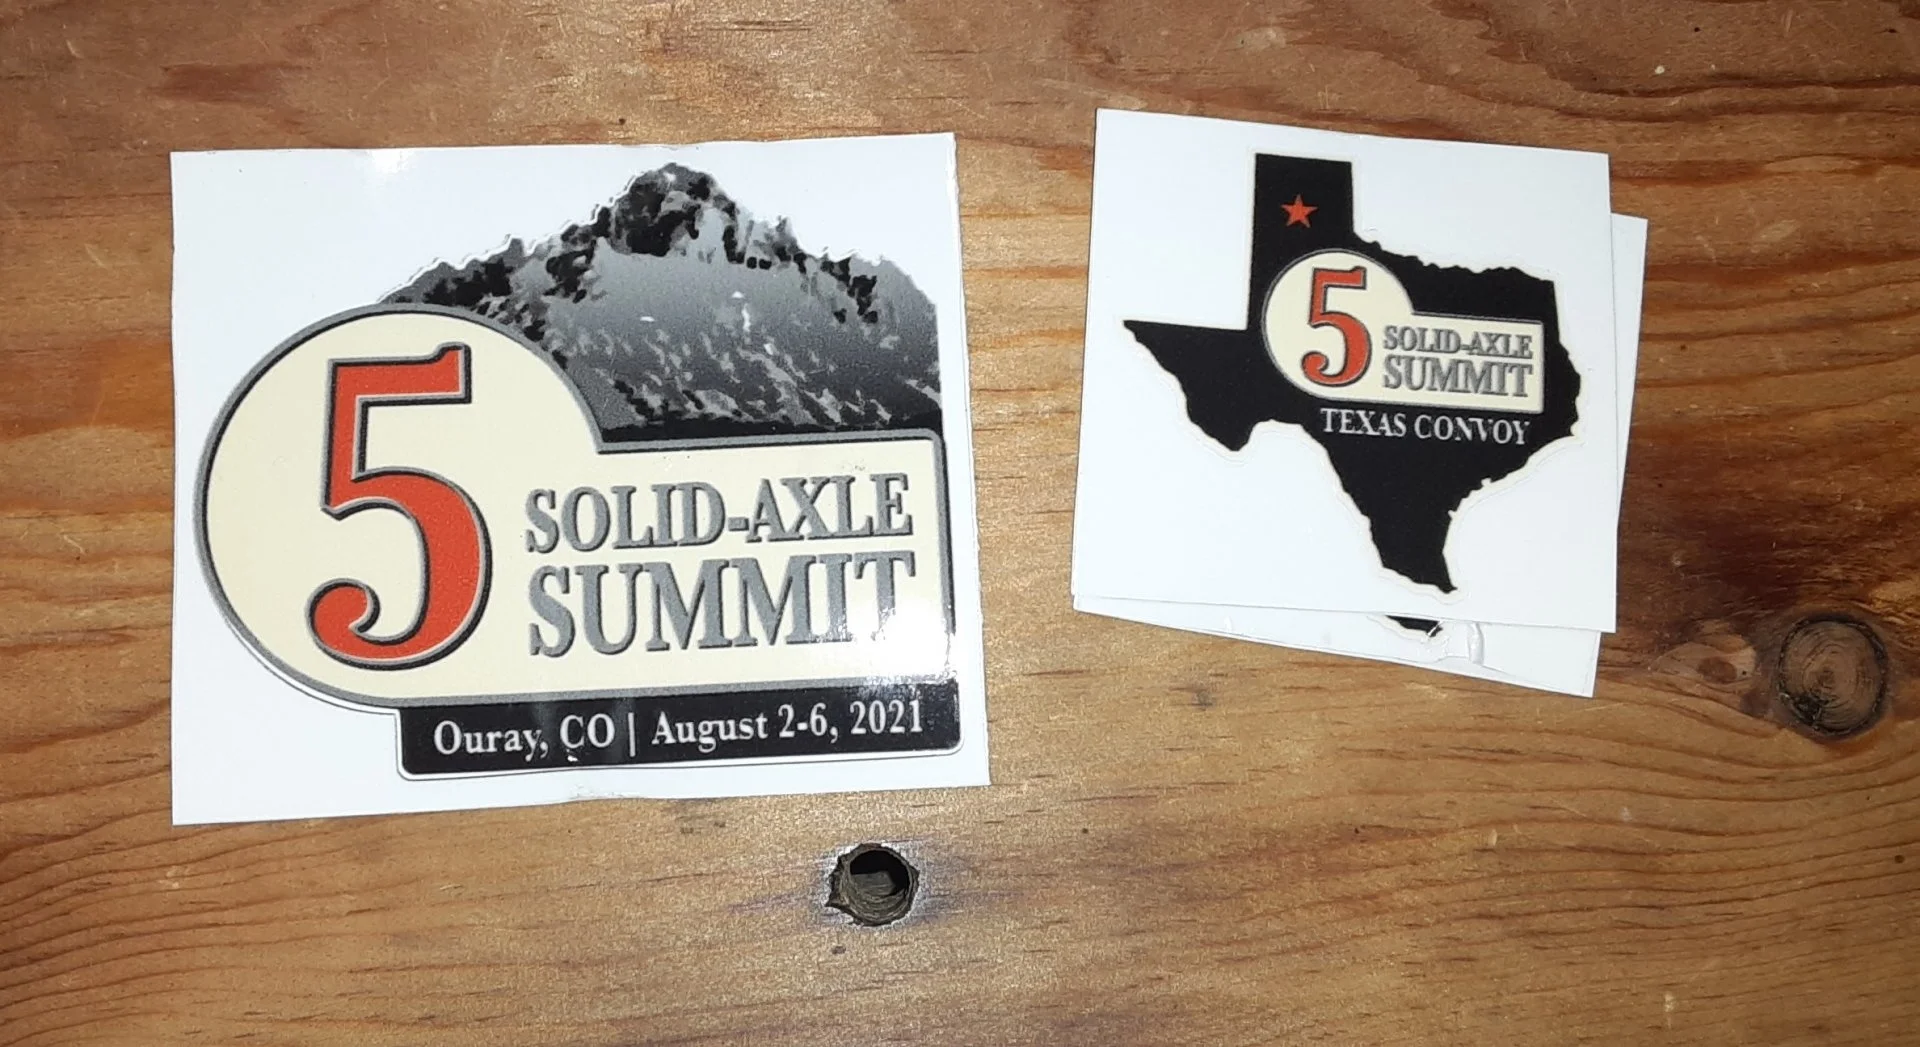 5
SOLID-AXLE
SUMMIT
Ouray, CO | August 2-6, 2021
5
SOLID-AXLE
SUMMIT
TEXAS CONVOY